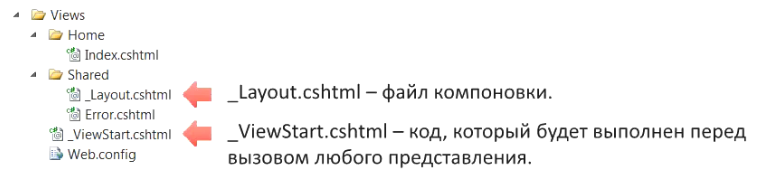 Views
Home
Index.cshtml
Shared
_Layout.cshtml
_Layout.cshtml – файл компоновки.
Error.cshtml
_ViewStart.cshtml
_ViewStart.cshtml – код, который будет выполнен перед
вызовом любого представления.
Web.config